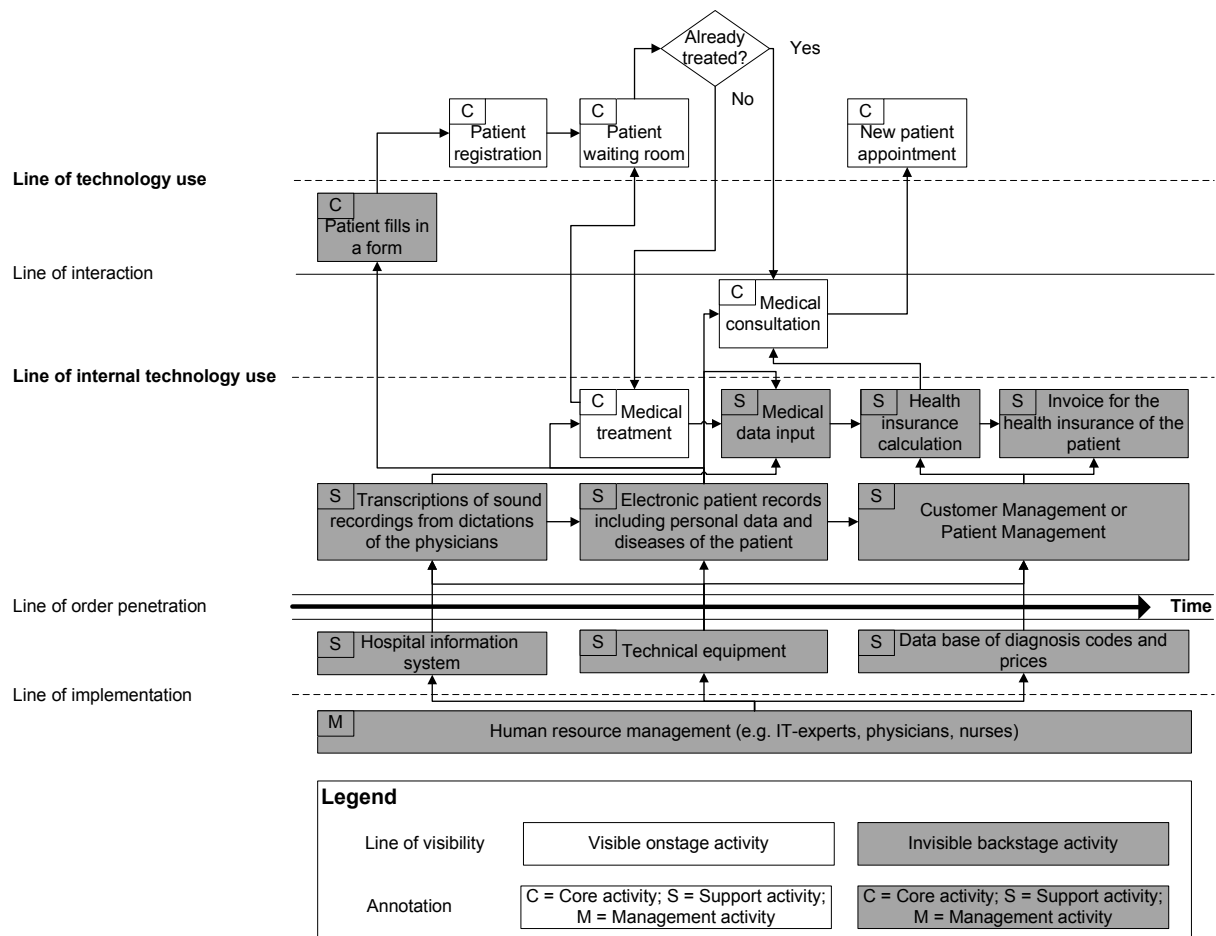 Already
treated?
Yes
No
C
Patient
registration
C
Patient
waiting room
C
New patient
appointment
Line of technology use
C
Patient fills in
a form
Line of interaction
C
Medical
consultation
Line of internal technology use
C
Medical
treatment
S
Medical
data input
S
Health
insurance
calculation
S
Invoice for the
health insurance of the
patient
S
Transcriptions of sound
recordings from dictations
of the physicians
S
Electronic patient records
including personal data and
diseases of the patient
S
Customer Management or
Patient Management
Line of order penetration
Time
S
Hospital information
system
S
Technical equipment
S
Data base of diagnosis codes and
prices
Line of implementation
M
Human resource management (e.g. IT-experts, physicians, nurses)
Legend
Line of visibility
Visible onstage activity
Invisible backstage activity
Annotation
C = Core activity; S = Support activity;
M = Management activity
C = Core activity; S = Support activity;
M = Management activity